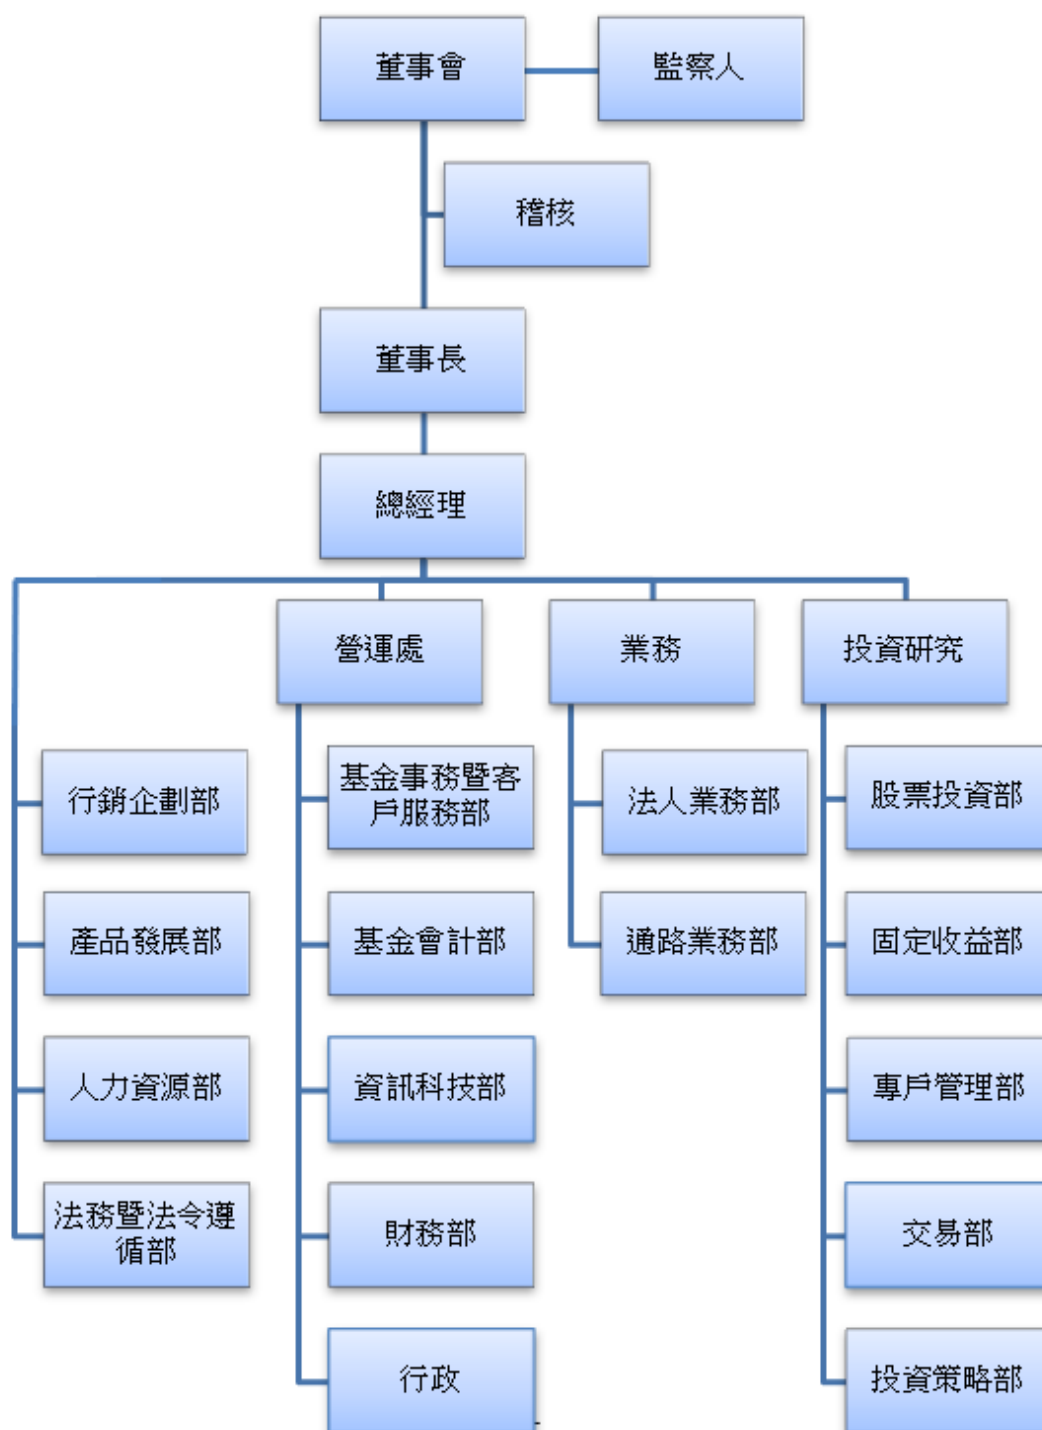 董事會
監察人
稽核
董事長
總經理
營運處
業務
投資研究
行銷企劃部
基金事務暨客
戶服務部
法人業務部
股票投資部
產品發展部
基金會計部
通路業務部
固定收益部
人力資源部
資訊科技部
專戶管理部
法務暨法令遵
循部
財務部
交易部
行政
投資策略部